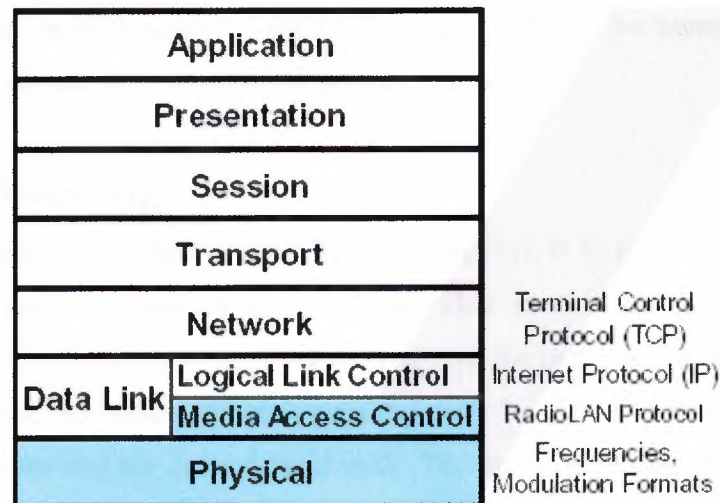 Application
Presentation
Session
Transport
Network
Terminal Control
Protocol (TCP)
Data Link
Logical Link Control
Internet Protocol (IP)
Media Access Control
RadioLAN Protocol
Physical
Frequencies,
Modulation Formats